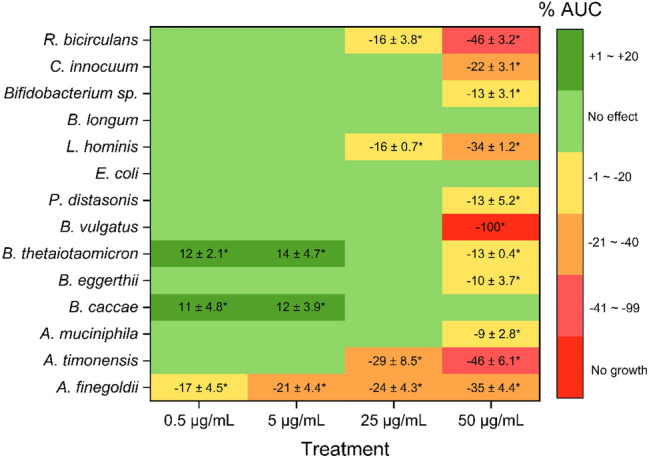 % AUC
R. bicirculans -16 ± 3.8* -46 ± 3.2*
C. innocuum -22 ± 3.1*
Bifidobacterium sp. -13 ± 3.1*
B. longum
L. hominis -16 ± 0.7* -34 ± 1.2*
E. coli
P. distasonis -13 ± 5.2*
B. vulgatus -100*
B. thetaiotaomicron 12 ± 2.1* 14 ± 4.7* -13 ± 0.4*
B. eggerthii -10 ± 3.7*
B. caccae 11 ± 4.8* 12 ± 3.9*
A. muciniphila -9 ± 2.8*
A. timonensis -29 ± 8.5* -46 ± 6.1*
A. finegoldii -17 ± 4.5* -21 ± 4.4* -24 ± 4.3* -35 ± 4.4*
0.5 µg/mL 5 µg/mL 25 µg/mL 50 µg/mL
Treatment
+1 ~ +20
No effect
-1 ~ -20
-21 ~ -40
-41 ~ -99
No growth